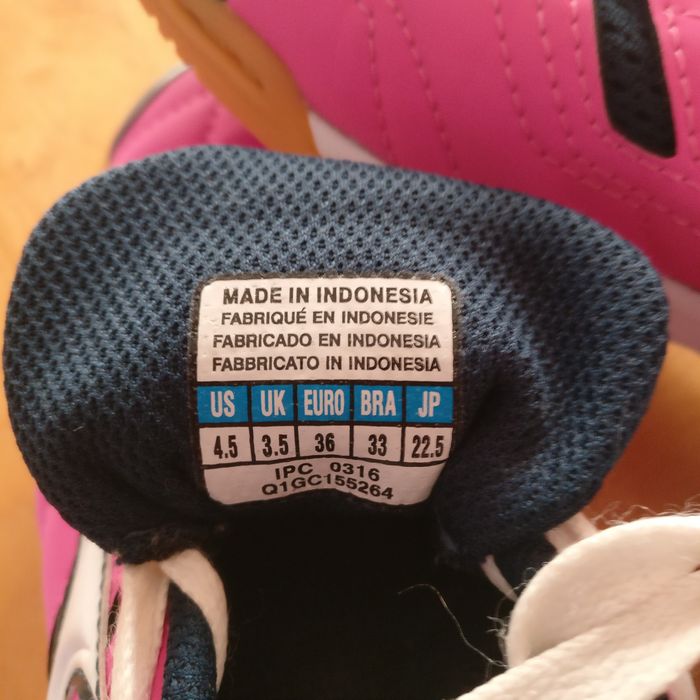 MADE IN INDONESIA
FABRIQUÉ EN INDONESIE
FABRICADO EN INDONESIA
FABBRICATO IN INDONESIA
US UK EURO BRA JP
4.5 3.5 36 33 22.5
IPC 0316
Q1GC155264